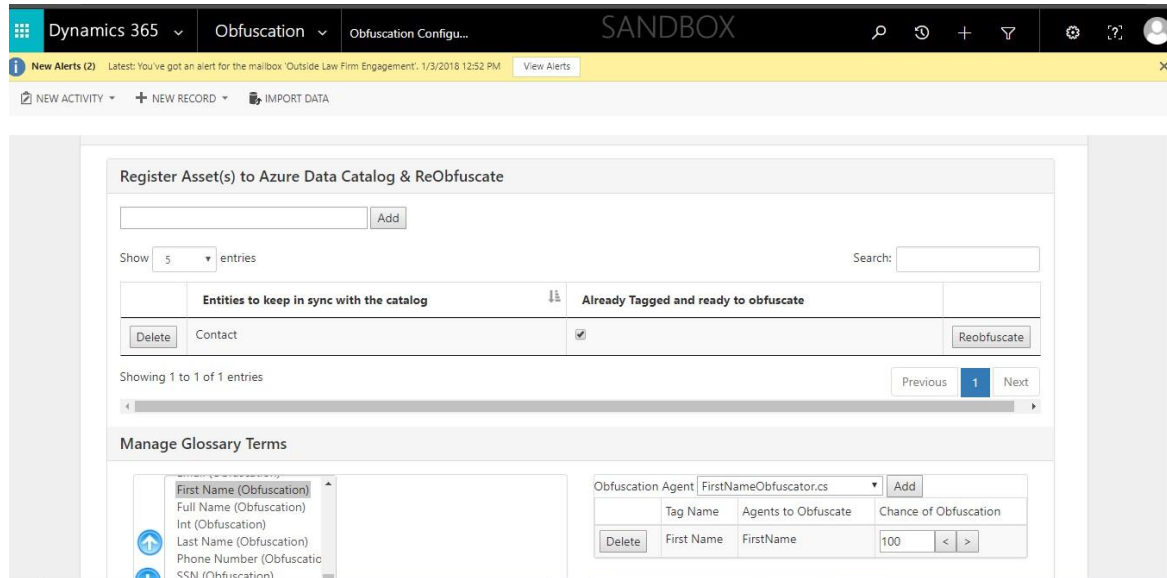 Dynamics 365 Obfuscation Obfuscation Configu... SANDBOX
New Alerts (2) Latest: You've got an alert for the mailbox 'Outside Law Firm Engagement'. 1/3/2018 12:52 PM View Alerts
NEW ACTIVITY NEW RECORD IMPORT DATA
Register Asset(s) to Azure Data Catalog & ReObfuscate
Add
Show 5 entries Search:
Entities to keep in sync with the catalog Already Tagged and ready to obfuscate
Delete Contact Reobfuscate
Showing 1 to 1 of 1 entries Previous 1 Next
Manage Glossary Terms
First Name (Obfuscation)
Full Name (Obfuscation)
Int (Obfuscation)
Last Name (Obfuscation)
Phone Number (Obfuscatio
SSN (Obfuscation)
Obfuscation Agent FirstNameObfuscator.cs Add
Tag Name Agents to Obfuscate Chance of Obfuscation
Delete First Name FirstName 100 < >